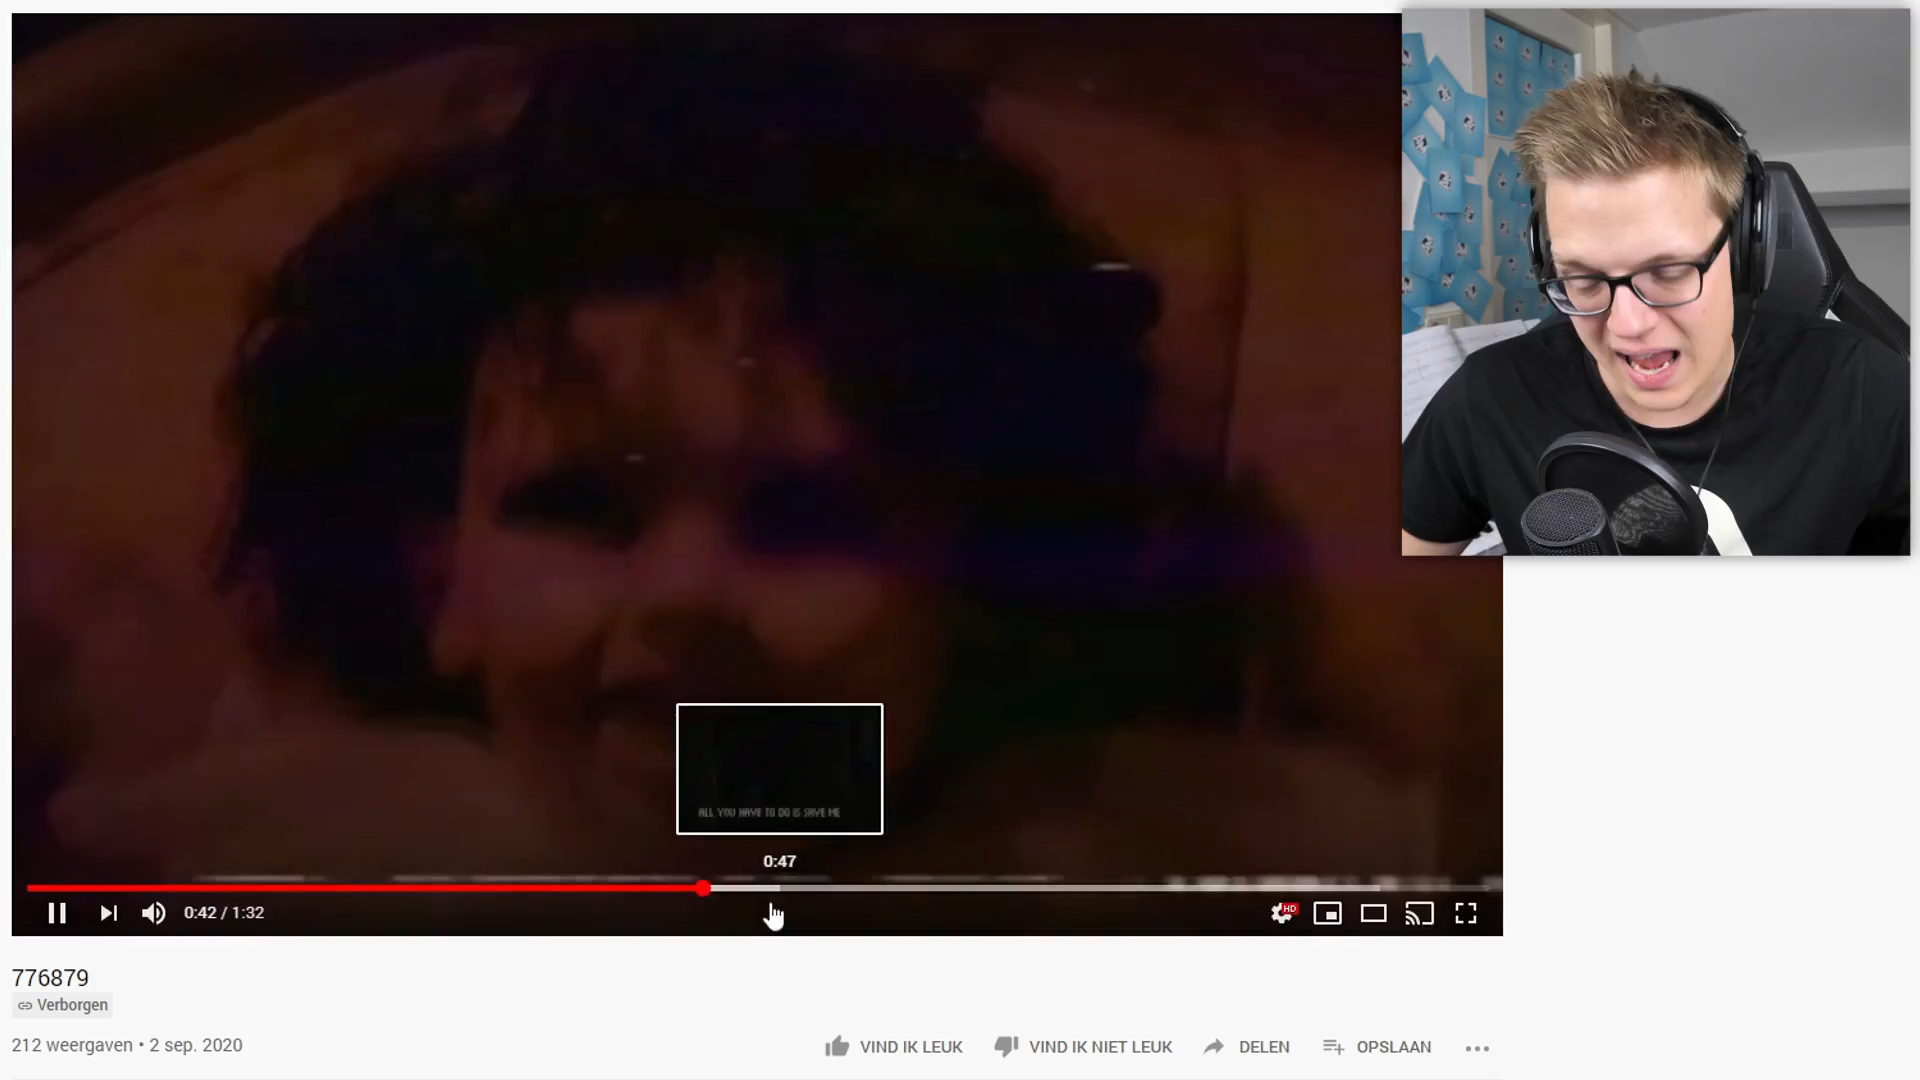 ALL YOU HAVE TO DO IS SAVE ME
0:47
0:42 / 1:32
HD
776879
Verborgen
212 weergaven • 2 sep. 2020
VIND IK LEUK
VIND IK NIET LEUK
DELEN
OPSLAAN